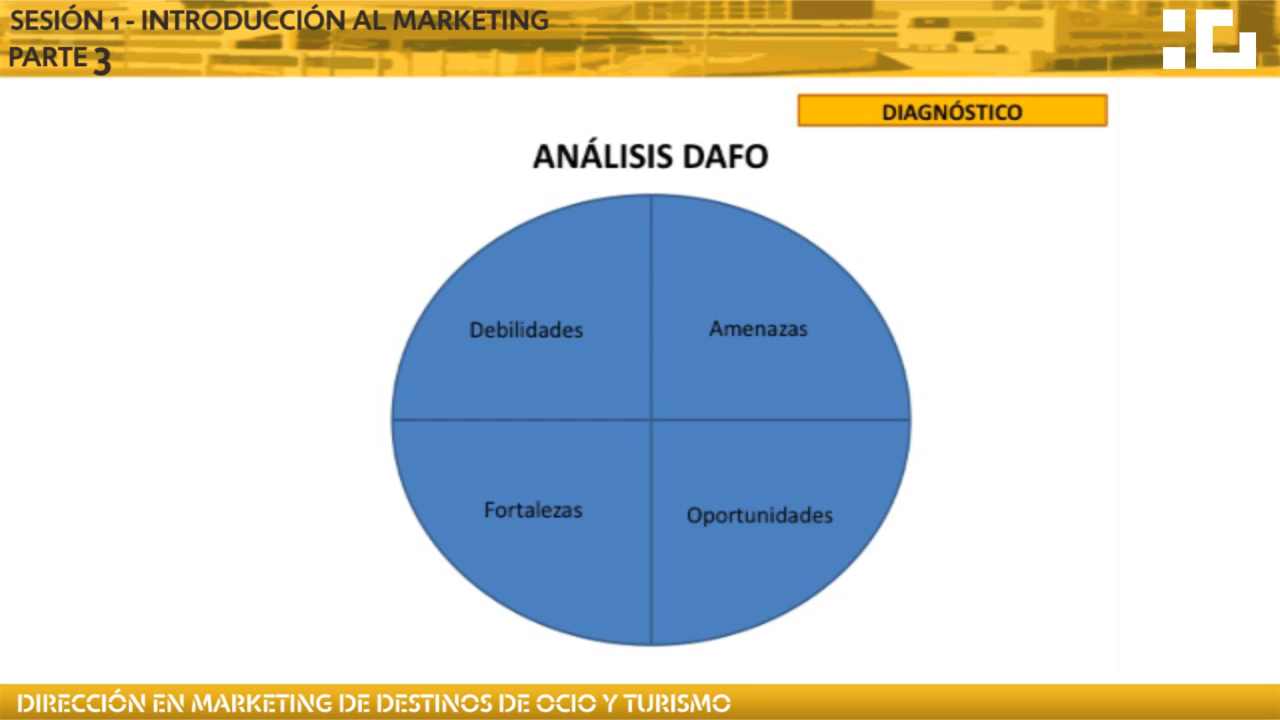 SESIÓN 1 - INTRODUCCIÓN AL MARKETING
PARTE 3
DIAGNÓSTICO
ANÁLISIS DAFO
Debilidades
Amenazas
Fortalezas
Oportunidades
DIRECCIÓN EN MARKETING DE DESTINOS DE OCIO Y TURISMO